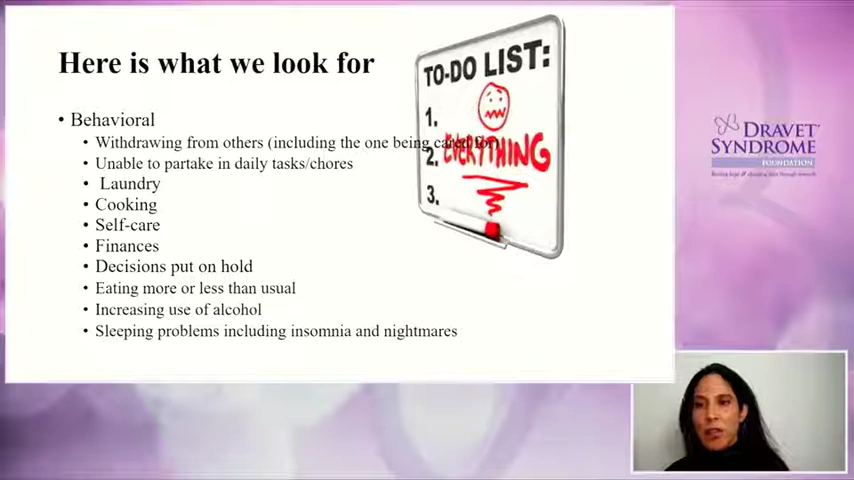 Here is what we look for
• Behavioral
• Withdrawing from others (including the one being cared for)
• Unable to partake in daily tasks/chores
• Laundry
• Cooking
• Self-care
• Finances
• Decisions put on hold
• Eating more or less than usual
• Increasing use of alcohol
• Sleeping problems including insomnia and nightmares
TO-DO LIST:
1.
2. EVERYTHING
3.
DRAVET
SYNDROME
FOUNDATION